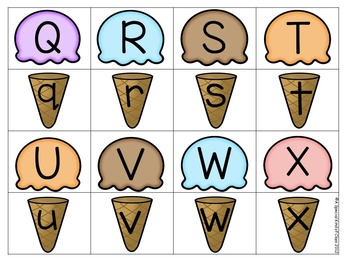 Q R S T
q r s t
U V W X
u v w x